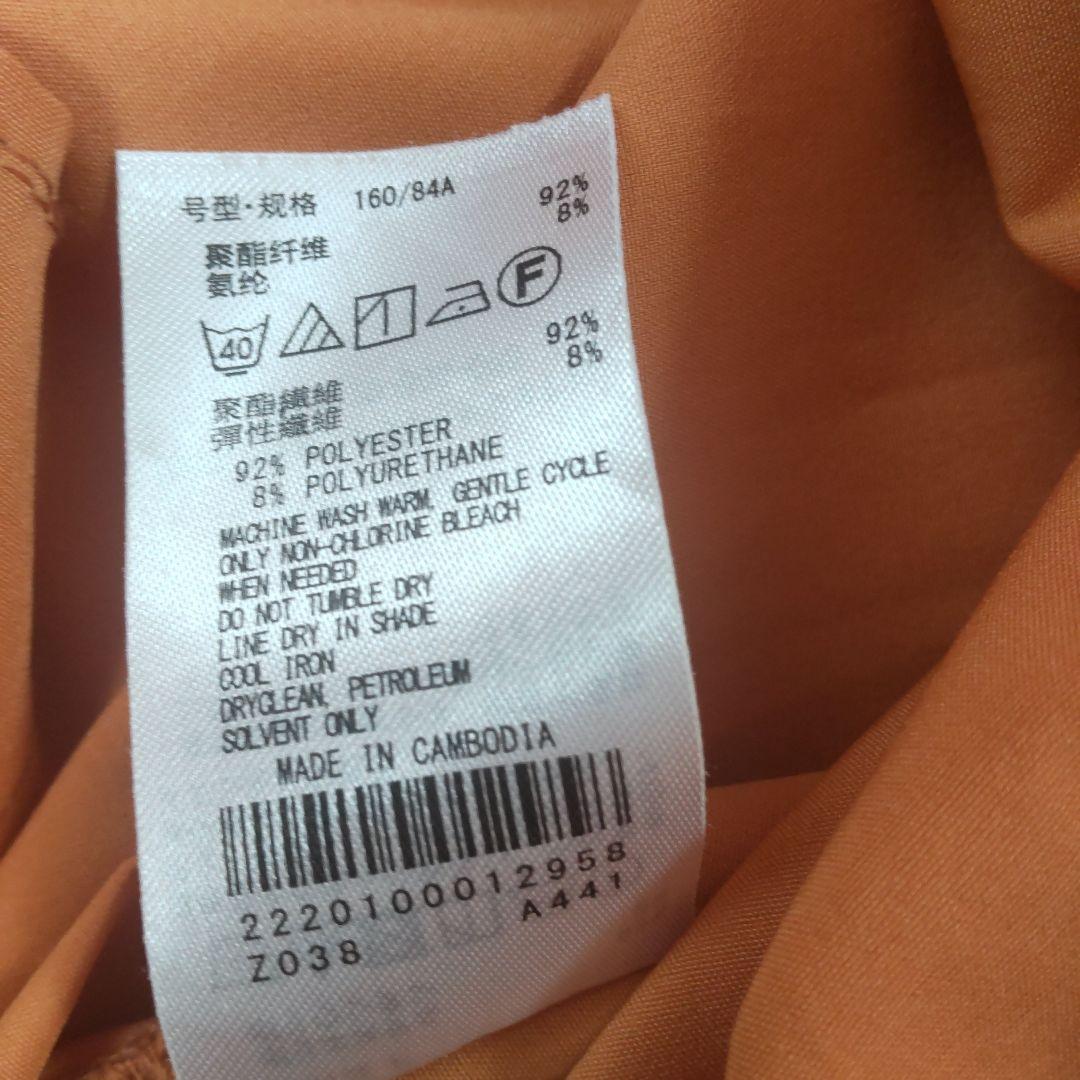 号型·规格 160/84A
聚酯纤维 92%
氨纶 8%
40 F
聚酯纖維 92%
彈性纖維 8%
92% POLYESTER
8% POLYURETHANE
MACHINE WASH WARM, GENTLE CYCLE
ONLY NON-CHLORINE BLEACH
WHEN NEEDED
DO NOT TUMBLE DRY
LINE DRY IN SHADE
COOL IRON
DRYCLEAN, PETROLEUM
SOLVENT ONLY
MADE IN CAMBODIA
2220100012958
Z038 A441